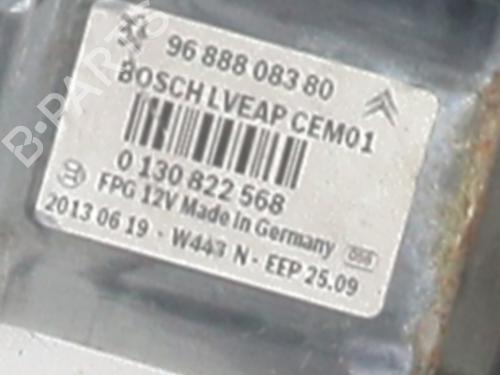 B-PARTS
96 888 083 80
BOSCH LVEAP CEM01
0 130 822 568
FPG 12V Made in Germany 058
2013 06 19 - W443 N - EEP 25.09